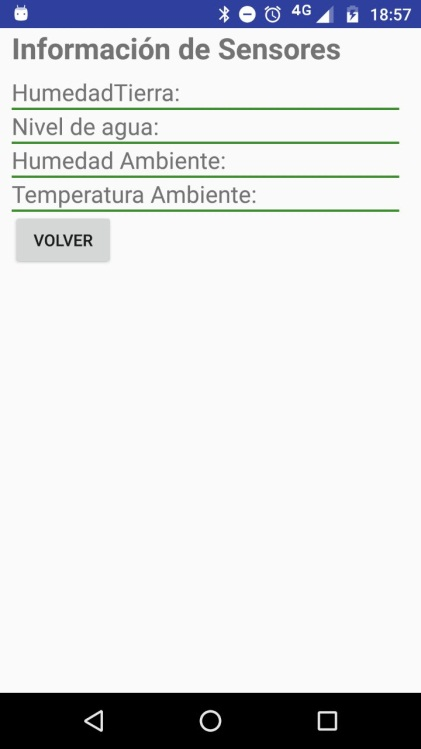 4G 18:57
Información de Sensores
HumedadTierra:
Nivel de agua:
Humedad Ambiente:
Temperatura Ambiente:
VOLVER